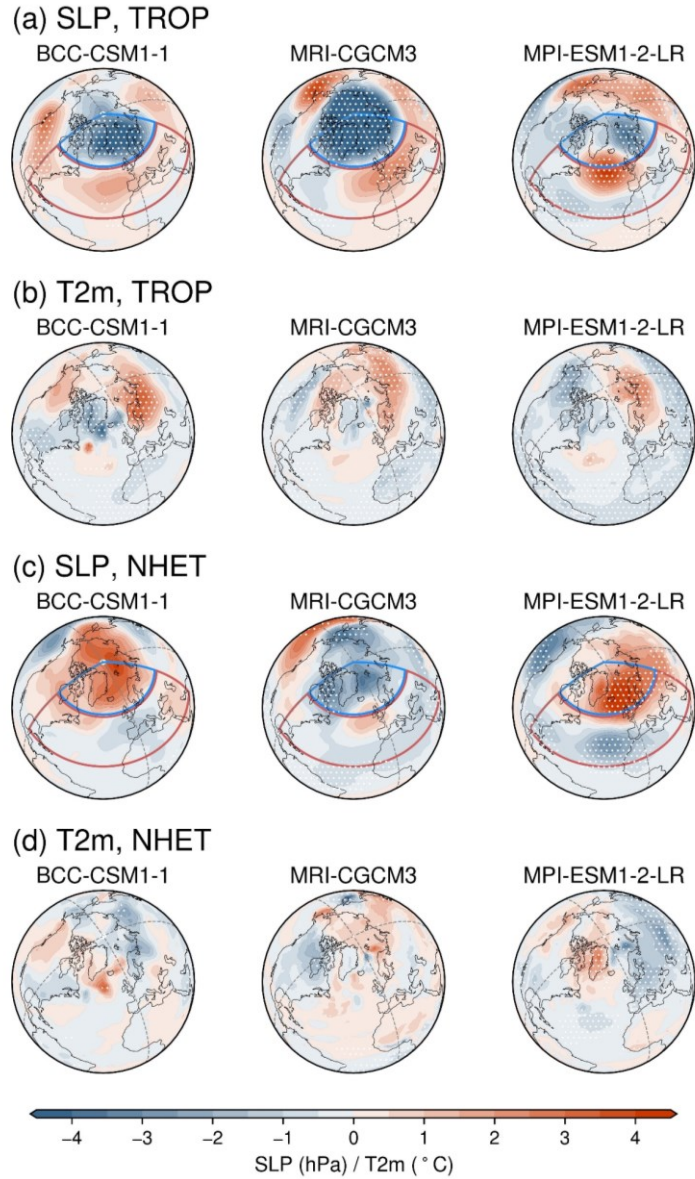 (a) SLP, TROP
BCC-CSM1-1 MRI-CGCM3 MPI-ESM1-2-LR
(b) T2m, TROP
BCC-CSM1-1 MRI-CGCM3 MPI-ESM1-2-LR
(c) SLP, NHET
BCC-CSM1-1 MRI-CGCM3 MPI-ESM1-2-LR
(d) T2m, NHET
BCC-CSM1-1 MRI-CGCM3 MPI-ESM1-2-LR
−4 −3 −2 −1 0 1 2 3 4
SLP (hPa) / T2m (°C)